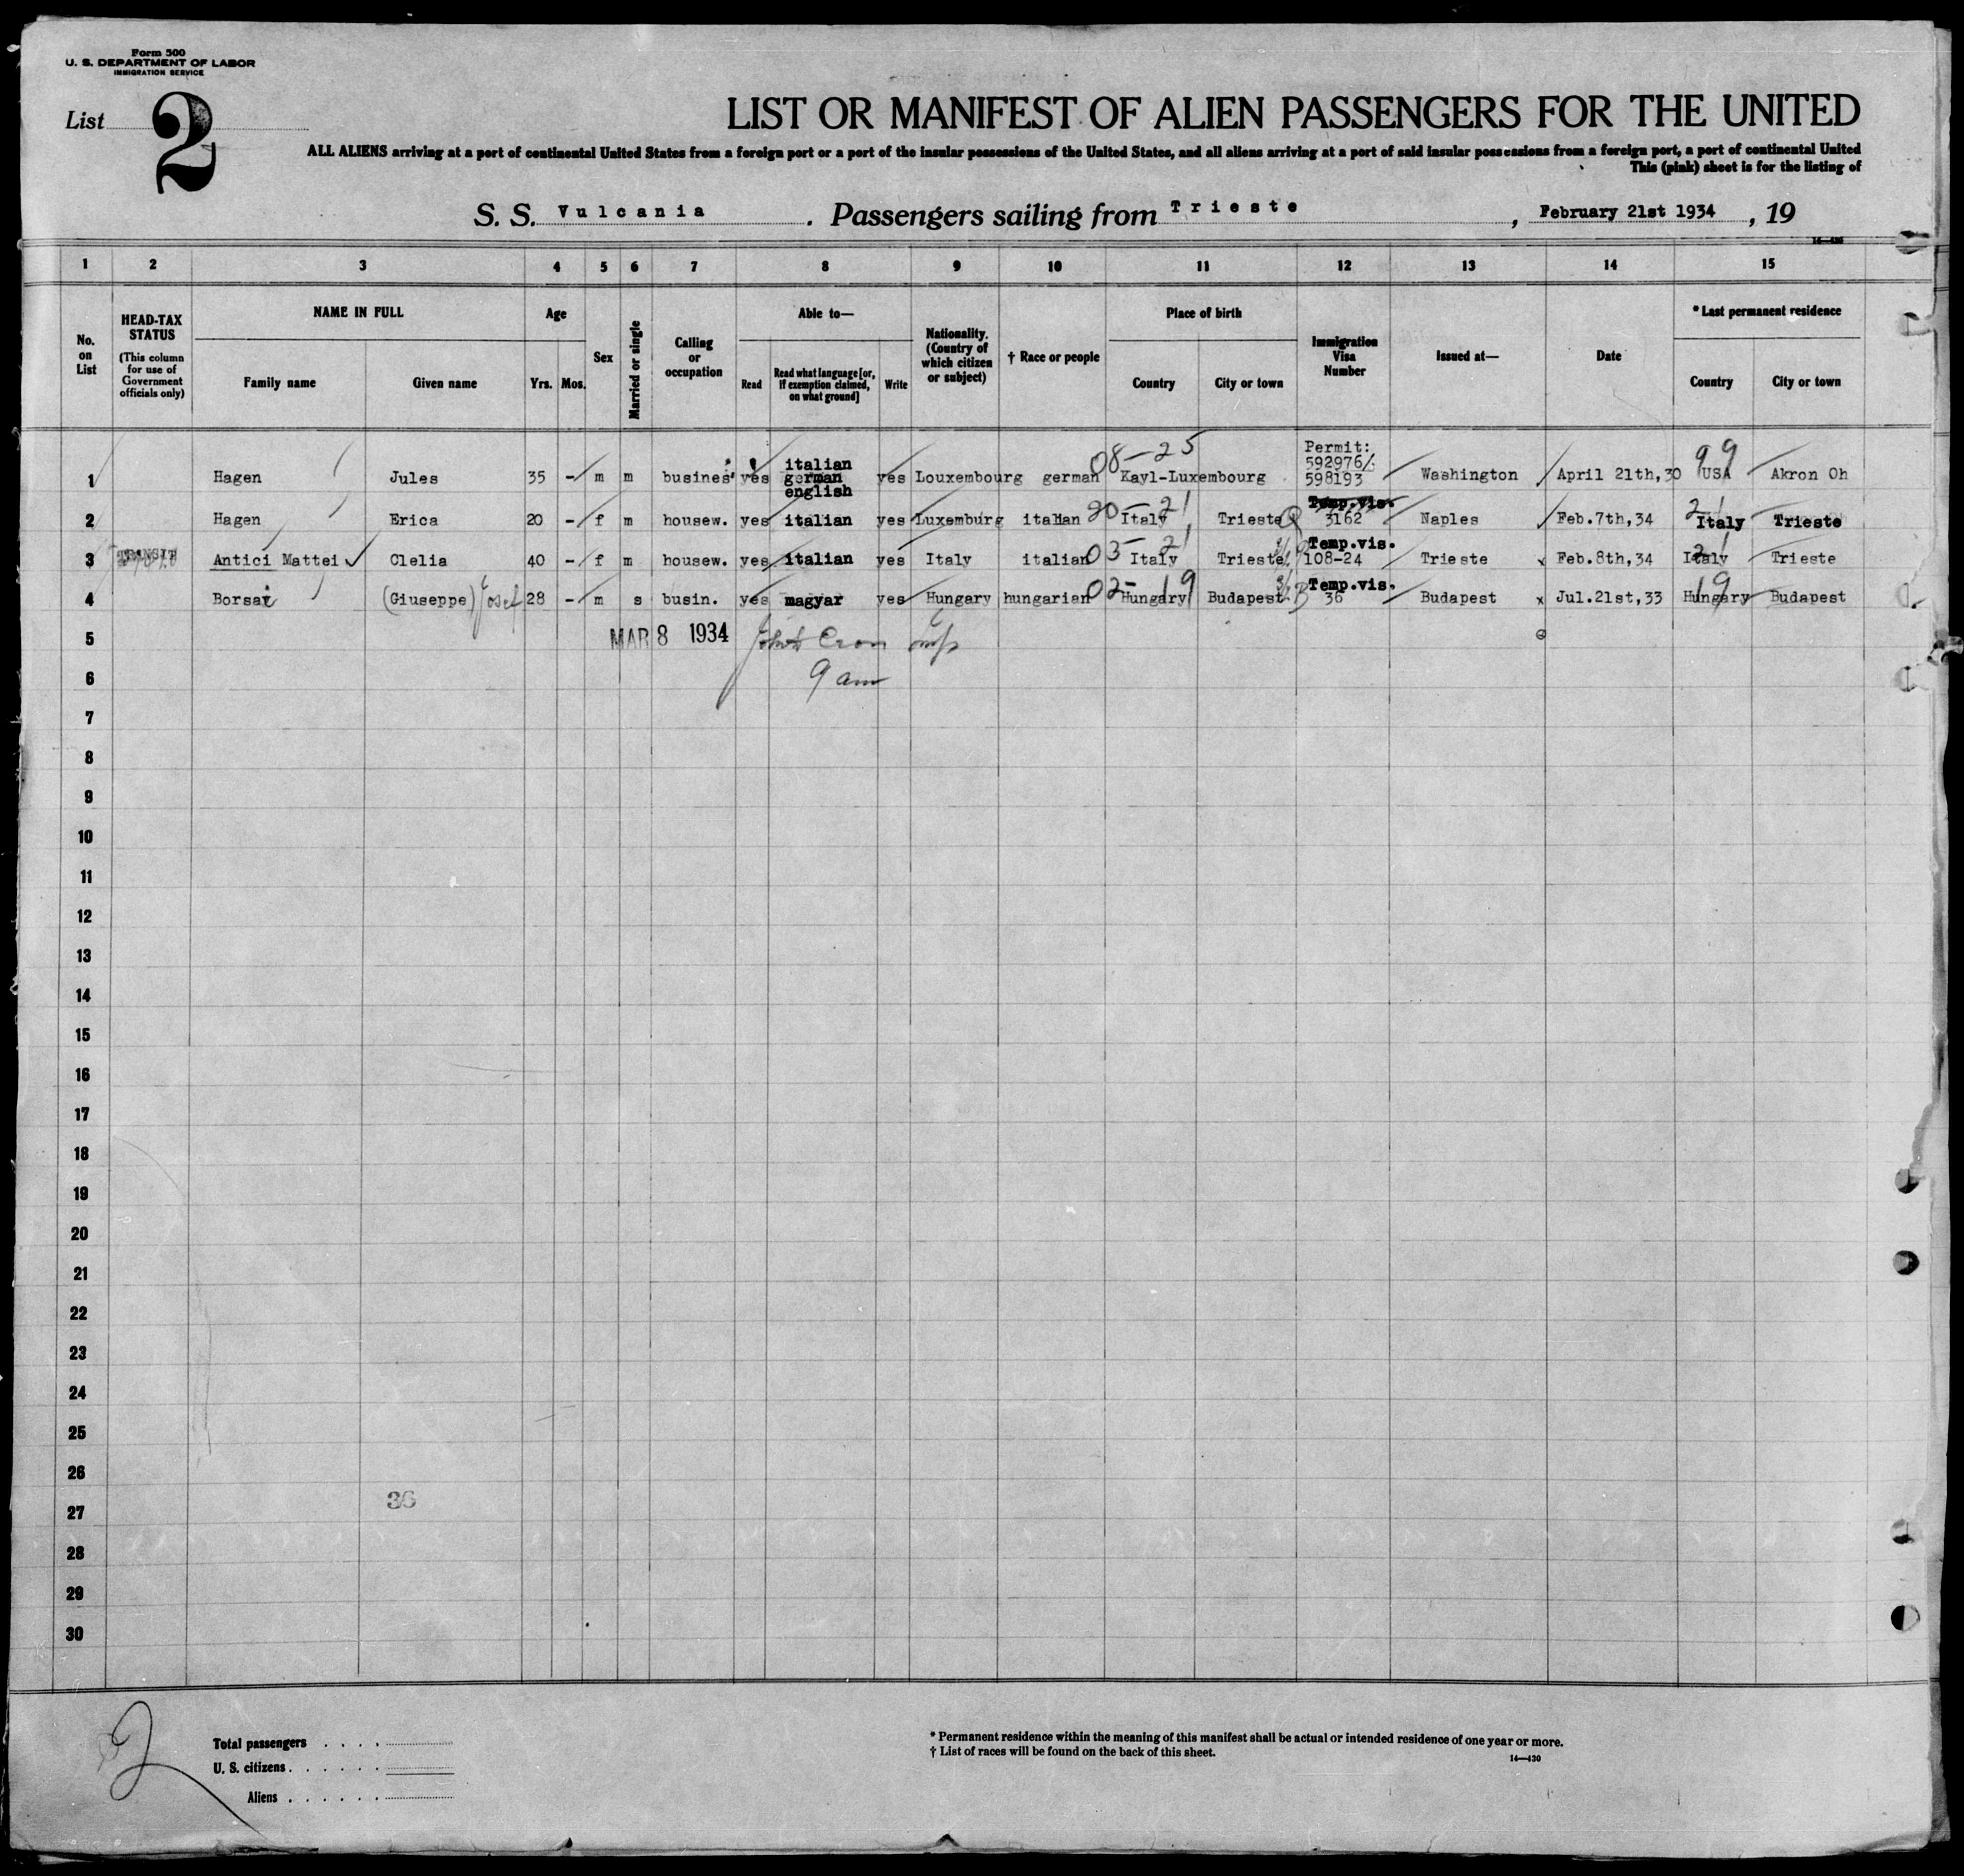 Form 500
U. S. DEPARTMENT OF LABOR
IMMIGRATION SERVICE
List 2
LIST OR MANIFEST OF ALIEN PASSENGERS FOR THE UNITED
ALL ALIENS arriving at a port of continental United States from a foreign port or a port of the insular possessions of the United States, and all aliens arriving at a port of said insular possessions from a foreign port, a port of continental United
This (pink) sheet is for the listing of
S. S. Vulcania , Passengers sailing from Trieste , February 21st 1934 , 19
14—430
1 2 3 4 5 6 7 8 9 10 11 12 13 14 15
No. on List
HEAD-TAX STATUS (This column for use of Government officials only)
NAME IN FULL
Family name Given name
Age
Yrs. Mos.
Sex
Married or single
Calling or occupation
Able to—
Read Read what language [or, if exemption claimed, on what ground] Write
Nationality. (Country of which citizen or subject)
† Race or people
Place of birth
Country City or town
Immigration Visa Number
Issued at—
Date
* Last permanent residence
Country City or town
1 Hagen Jules 35 - m m busines' yes italian german english yes Louxembourg german 08-25 Kayl-Luxembourg Permit: 592976/: 598193 Washington April 21th,30 99 USA Akron Oh
2 Hagen Erica 20 - f m housew. yes italian yes Luxemburg italian 20-21 Italy Trieste Temp.vis. 3162 Naples Feb.7th,34 21 Italy Trieste
3 TRANSIT Antici Mattei Clelia 40 - f m housew. yes italian yes Italy italian 03-21 Italy Trieste Temp.vis. 108-24 Trieste x Feb.8th,34 21 Italy Trieste
4 Borsai (Giuseppe) Josef 28 - m s busin. yes magyar yes Hungary hungarian 02-19 Hungary Budapest Temp.vis. 36 Budapest x Jul.21st,33 19 Hungary Budapest
5 MAR 8 1934
6 9 am
7
8
9
10
11
12
13
14
15
16
17
18
19
20
21
22
23
24
25
26
36
27
28
29
30
2
Total passengers . . . .
U. S. citizens . . . . . .
Aliens . . . . . .
* Permanent residence within the meaning of this manifest shall be actual or intended residence of one year or more.
† List of races will be found on the back of this sheet.
14—430